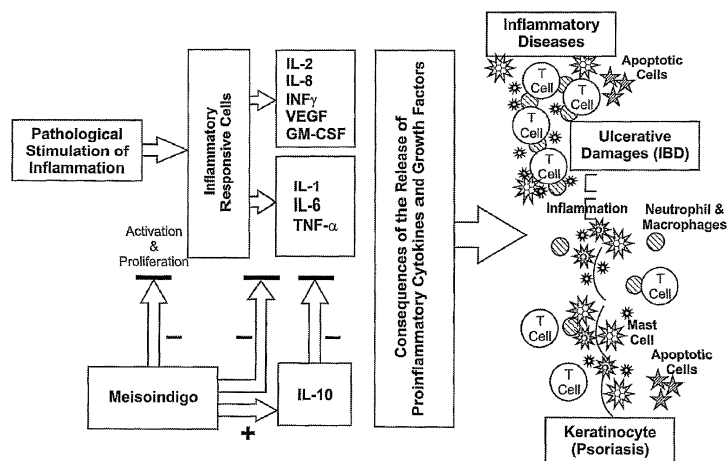 Pathological
Stimulation of
Inflammation
Activation
&
Proliferation
Inflammatory
Responsive Cells
IL-2
IL-8
INFγ
VEGF
GM-CSF
IL-1
IL-6
TNF-α
Meisoindigo
−
−
−
+
IL-10
Consequences of the Release of
Proinflammatory Cytokines and Growth Factors
Inflammatory
Diseases
Apoptotic
Cells
T
Cell
T
Cell
T
Cell
T
Cell
Ulcerative
Damages (IBD)
Inflammation
Neutrophil &
Macrophages
T
Cell
T
Cell
Mast
Cell
T
Cell
Apoptotic
Cells
Keratinocyte
(Psoriasis)